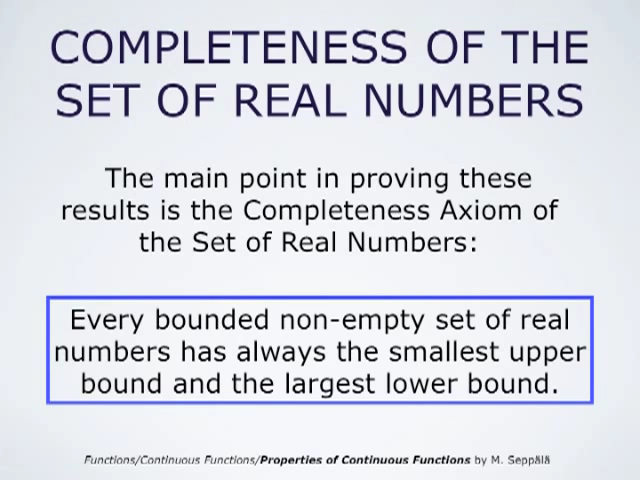 COMPLETENESS OF THE
SET OF REAL NUMBERS
The main point in proving these
results is the Completeness Axiom of
the Set of Real Numbers:
Every bounded non-empty set of real
numbers has always the smallest upper
bound and the largest lower bound.
Functions/Continuous Functions/Properties of Continuous Functions by M. Seppälä